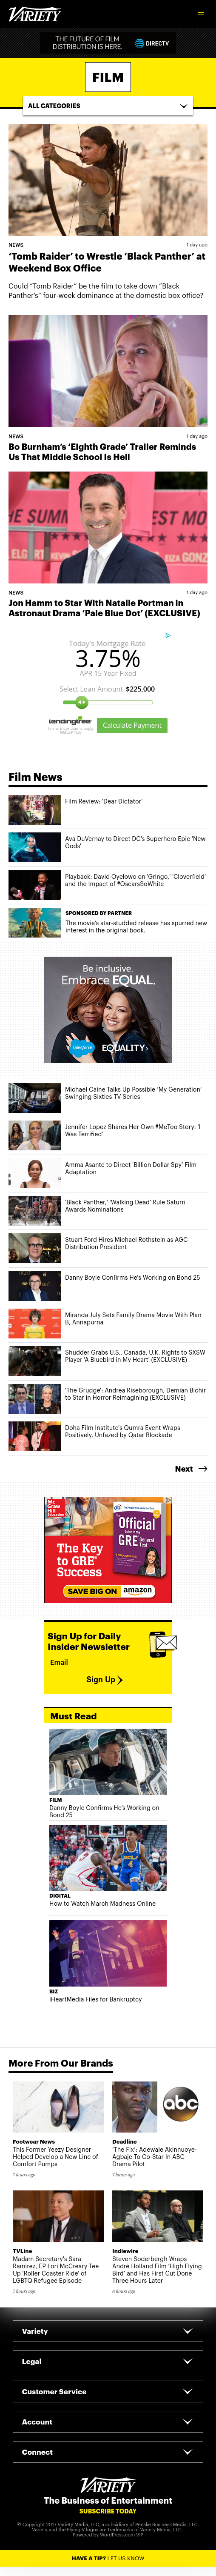 VARIETY
THE FUTURE OF FILM
DISTRIBUTION IS HERE.
DIRECTV
FILM
ALL CATEGORIES
NEWS
1 day ago
‘Tomb Raider’ to Wrestle ‘Black Panther’ at
Weekend Box Office
Could “Tomb Raider” be the film to take down “Black
Panther’s” four-week dominance at the domestic box office?
NEWS
1 day ago
Bo Burnham’s ‘Eighth Grade’ Trailer Reminds
Us That Middle School Is Hell
NEWS
1 day ago
Jon Hamm to Star With Natalie Portman in
Astronaut Drama ‘Pale Blue Dot’ (EXCLUSIVE)
Today's Mortgage Rate
3.75%
APR 15 Year Fixed
Select Loan Amount $225,000
lendingtree
Terms & Conditions apply.
NMLS#1136
Calculate Payment
Film News
Film Review: ‘Dear Dictator’
Ava DuVernay to Direct DC's Superhero Epic 'New
Gods'
Playback: David Oyelowo on 'Gringo,' 'Cloverfield'
and the Impact of #OscarsSoWhite
SPONSORED BY PARTNER
The movie's star-studded release has spurred new
interest in the original book.
Be inclusive.
Embrace EQUAL.
salesforce
EQUALITY
Michael Caine Talks Up Possible ‘My Generation’
Swinging Sixties TV Series
Jennifer Lopez Shares Her Own #MeToo Story: 'I
Was Terrified'
Amma Asante to Direct 'Billion Dollar Spy' Film
Adaptation
'Black Panther,' 'Walking Dead' Rule Saturn
Awards Nominations
Stuart Ford Hires Michael Rothstein as AGC
Distribution President
Danny Boyle Confirms He's Working on Bond 25
Miranda July Sets Family Drama Movie With Plan
B, Annapurna
Shudder Grabs U.S., Canada, U.K. Rights to SXSW
Player 'A Bluebird in My Heart' (EXCLUSIVE)
'The Grudge': Andrea Riseborough, Demian Bichir
to Star in Horror Reimagining (EXCLUSIVE)
Doha Film Institute's Qumra Event Wraps
Positively, Unfazed by Qatar Blockade
Next
McGraw Hill Education
The Official Guide to the GRE General Test
The Key to
GRE® Success
SAVE BIG ON amazon
Sign Up for Daily
Insider Newsletter
Email
Sign Up
Must Read
FILM
Danny Boyle Confirms He’s Working on
Bond 25
DIGITAL
How to Watch March Madness Online
BIZ
iHeartMedia Files for Bankruptcy
More From Our Brands
Footwear News
This Former Yeezy Designer
Helped Develop a New Line of
Comfort Pumps
7 hours ago
abc
Deadline
‘The Fix’: Adewale Akinnuoye-
Agbaje To Co-Star In ABC
Drama Pilot
7 hours ago
TVLine
Madam Secretary's Sara
Ramirez, EP Lori McCreary Tee
Up 'Roller Coaster Ride' of
LGBTQ Refugee Episode
7 hours ago
Indiewire
Steven Soderbergh Wraps
André Holland Film ‘High Flying
Bird’ and Has First Cut Done
Three Hours Later
6 hours ago
Variety
Legal
Customer Service
Account
Connect
VARIETY
The Business of Entertainment
SUBSCRIBE TODAY
© Copyright 2017 Variety Media, LLC, a subsidiary of Penske Business Media, LLC.
Variety and the Flying V logos are trademarks of Variety Media, LLC.
Powered by WordPress.com VIP
HAVE A TIP? LET US KNOW